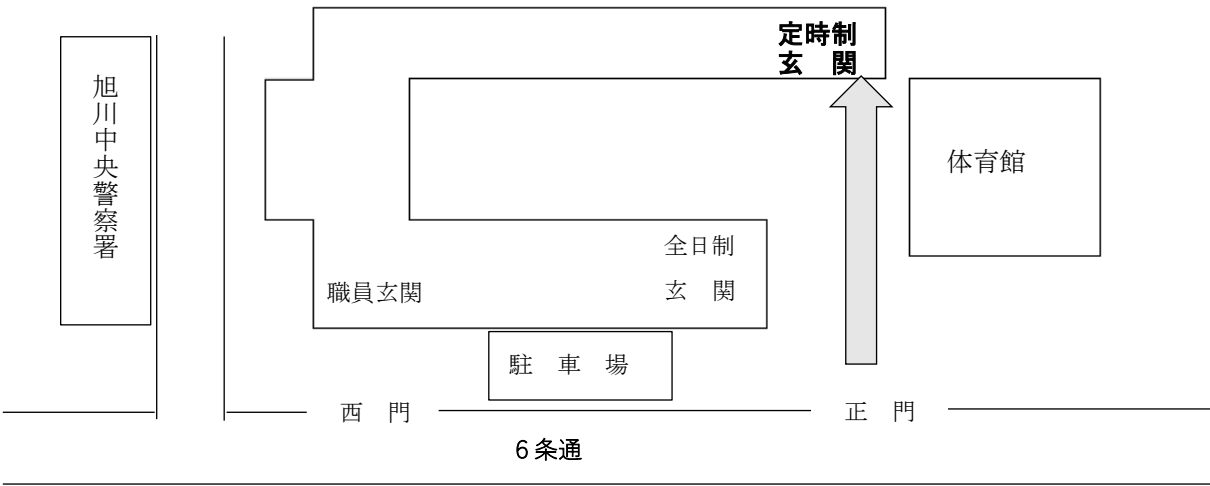 定時制
玄　関
旭川中央警察署
体育館
全日制
玄　関
職員玄関
駐　車　場
西　門
正　門
6条通